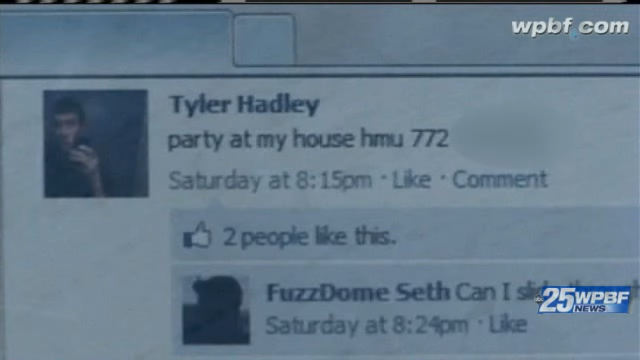 wpbf.com
Tyler Hadley
party at my house hmu 772
Saturday at 8:15pm · Like · Comment
2 people like this.
FuzzDome Seth Can I
Saturday at 8:24pm · Like
abc 25 WPBF
NEWS